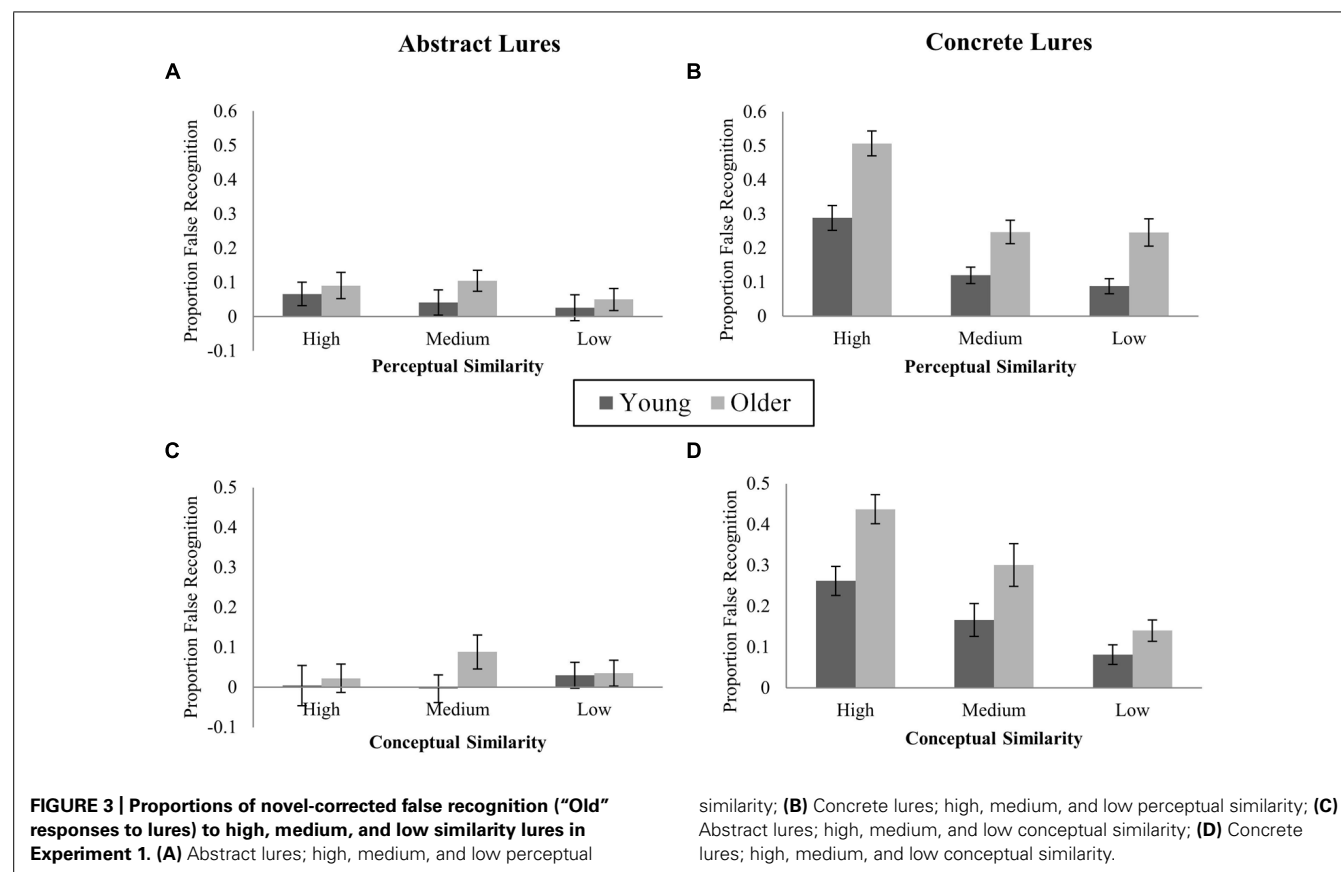 Abstract Lures
Concrete Lures
A
0.6
0.5
0.4
0.3
0.2
0.1
0
-0.1
Proportion False Recognition
High Medium Low
Perceptual Similarity
B
0.6
0.5
0.4
0.3
0.2
0.1
0
Proportion False Recognition
High Medium Low
Perceptual Similarity
Young Older
C
0.5
0.4
0.3
0.2
0.1
0
-0.1
Proportion False Recognition
High Medium Low
Conceptual Similarity
D
0.5
0.4
0.3
0.2
0.1
0
Proportion False Recognition
High Medium Low
Conceptual Similarity
FIGURE 3 | Proportions of novel-corrected false recognition (“Old”
responses to lures) to high, medium, and low similarity lures in
Experiment 1. (A) Abstract lures; high, medium, and low perceptual
similarity; (B) Concrete lures; high, medium, and low perceptual similarity; (C)
Abstract lures; high, medium, and low conceptual similarity; (D) Concrete
lures; high, medium, and low conceptual similarity.